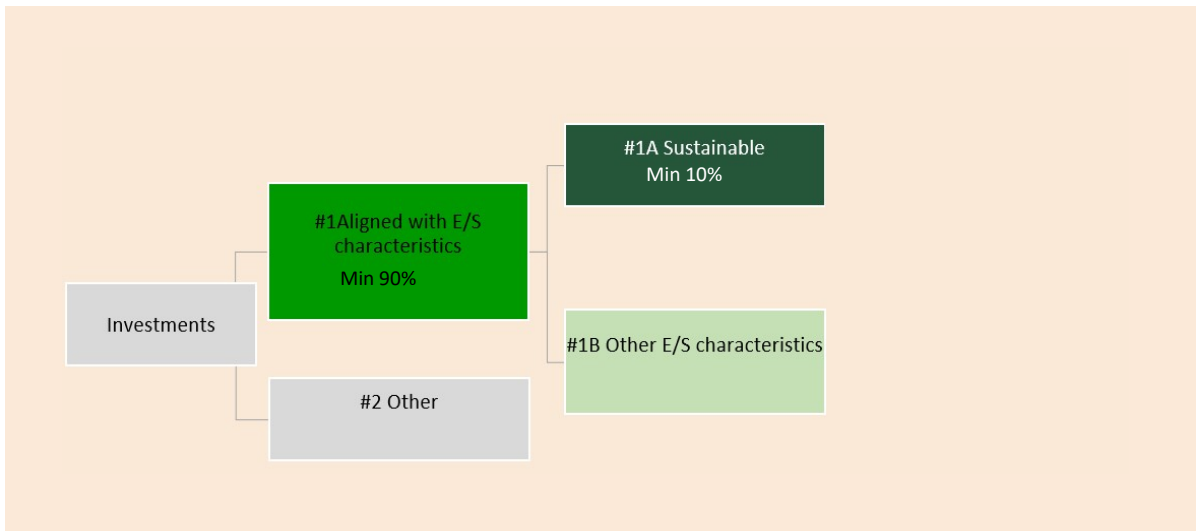 #1A Sustainable
Min 10%
#1Aligned with E/S
characteristics
Min 90%
Investments
#1B Other E/S characteristics
#2 Other